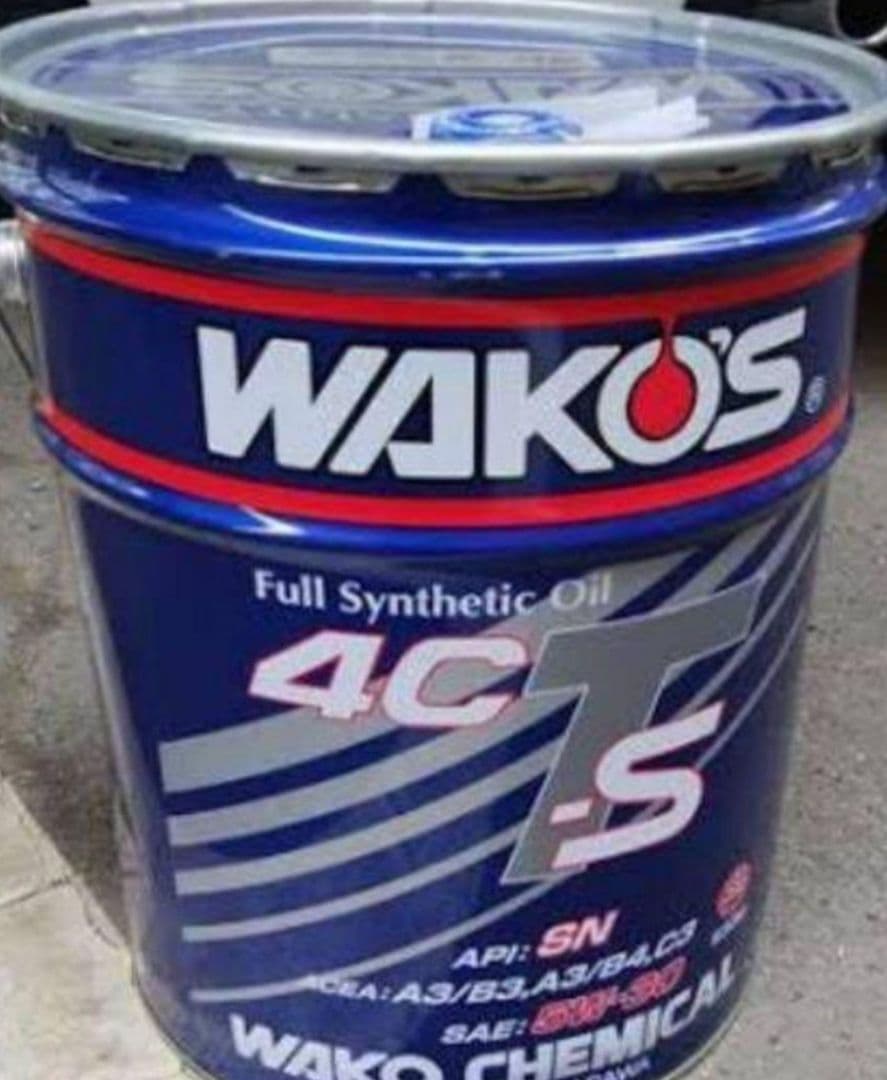 WAKO'S®
Full Synthetic Oil
4CT-S
API: SN
ACEA: A3/B3,A3/B4,C3
SAE: 5W-30
WAKO CHEMICAL